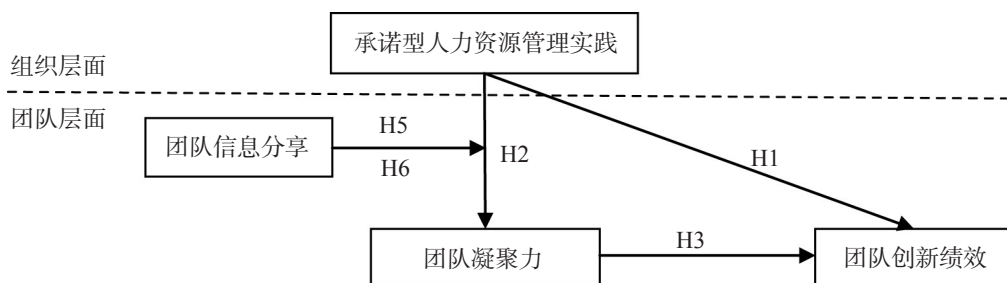 承诺型人力资源管理实践
组织层面
团队层面
H5
团队信息分享
H6
H2
H1
H3
团队凝聚力
团队创新绩效